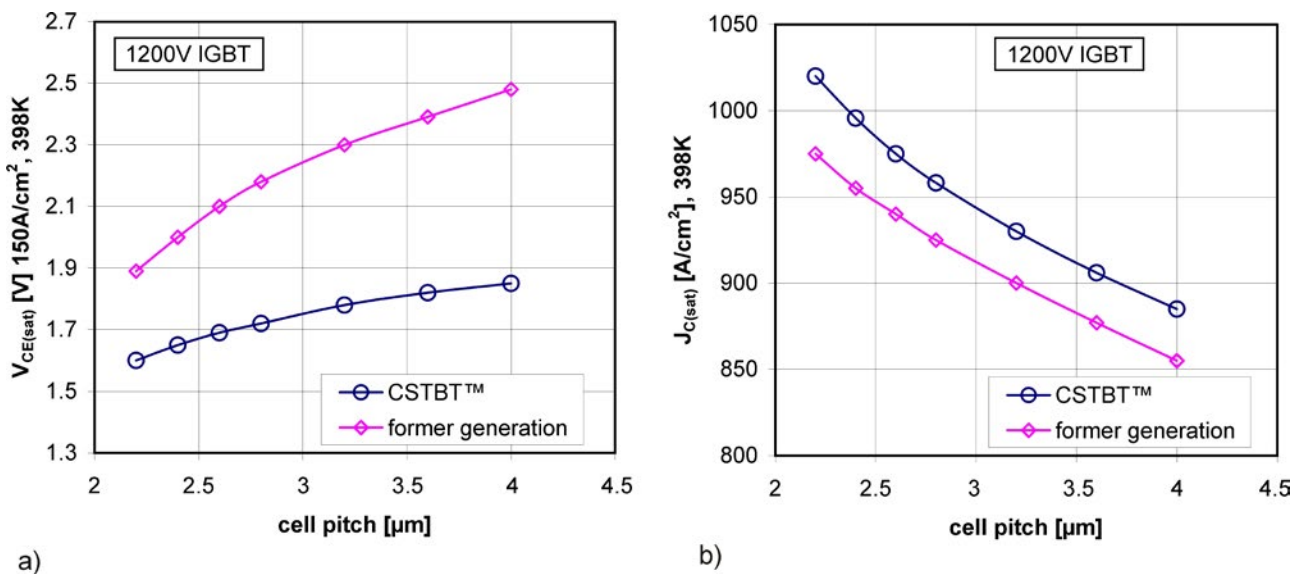 1200V IGBT
2.7
2.5
2.3
2.1
1.9
1.7
1.5
1.3
V_CE(sat) [V] 150A/cm², 398K
2 2.5 3 3.5 4 4.5
cell pitch [µm]
CSTBT™
former generation
a)
1200V IGBT
1050
1000
950
900
850
800
J_C(sat) [A/cm²], 398K
2 2.5 3 3.5 4 4.5
cell pitch [µm]
CSTBT™
former generation
b)